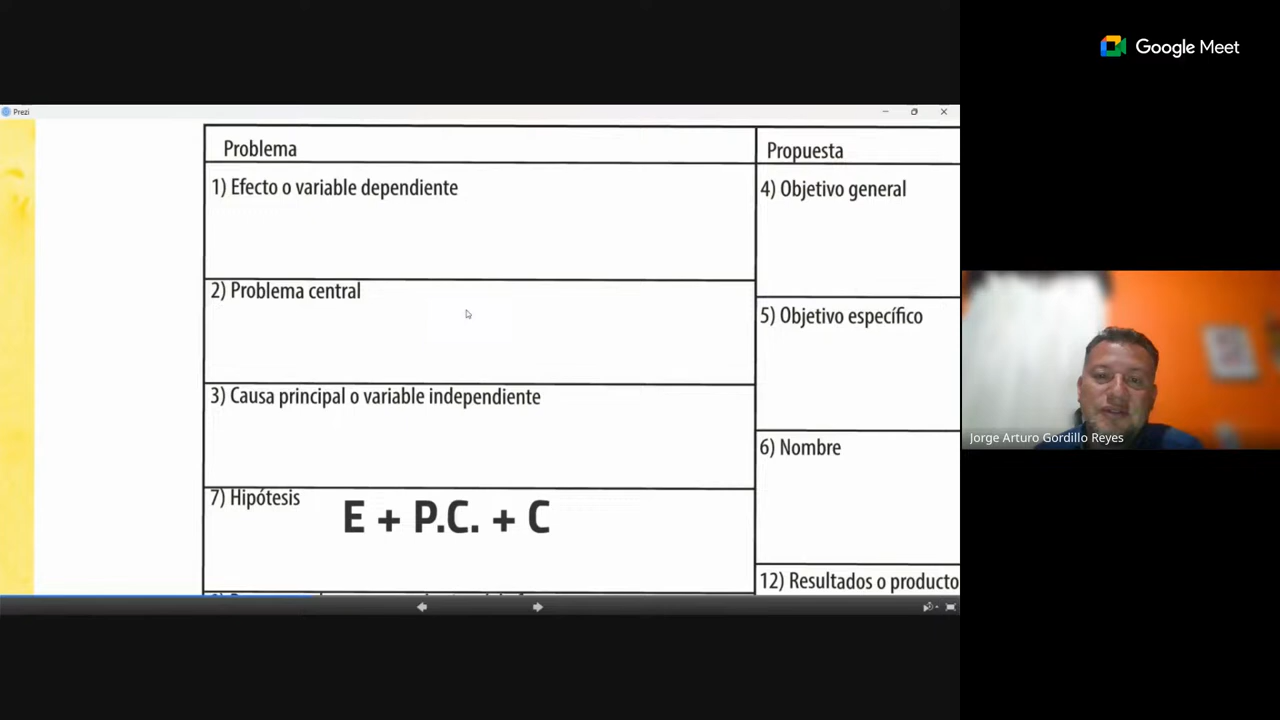 Google Meet
Prezi
Problema
Propuesta
1) Efecto o variable dependiente
4) Objetivo general
2) Problema central
5) Objetivo específico
3) Causa principal o variable independiente
6) Nombre
7) Hipótesis
E + P.C. + C
12) Resultados o producto
Jorge Arturo Gordillo Reyes